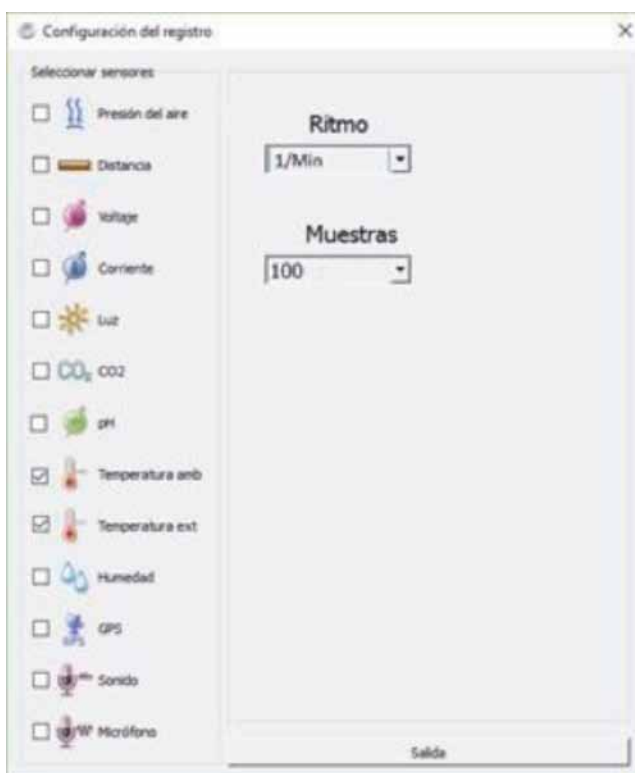 Configuración del registro
Seleccionar sensores
Presión del aire
Distancia
Voltaje
Corriente
Luz
CO₂ CO2
pH
Temperatura amb
Temperatura ext
Humedad
GPS GPS
Sonido
Micrófono
Ritmo
1/Min
Muestras
100
Salida